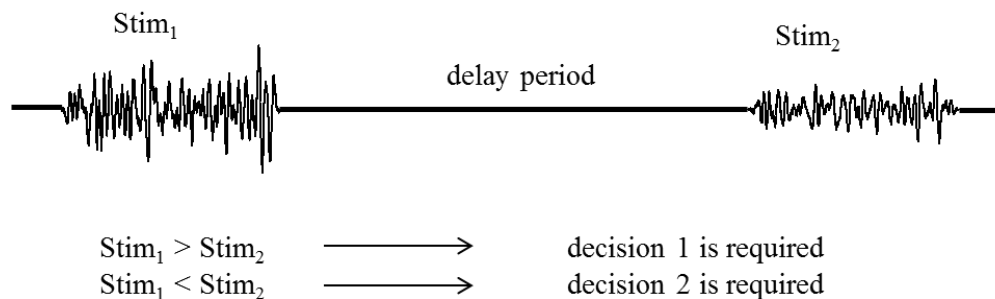 Stim₁
Stim₂
delay period
Stim₁ > Stim₂ decision 1 is required
Stim₁ < Stim₂ decision 2 is required